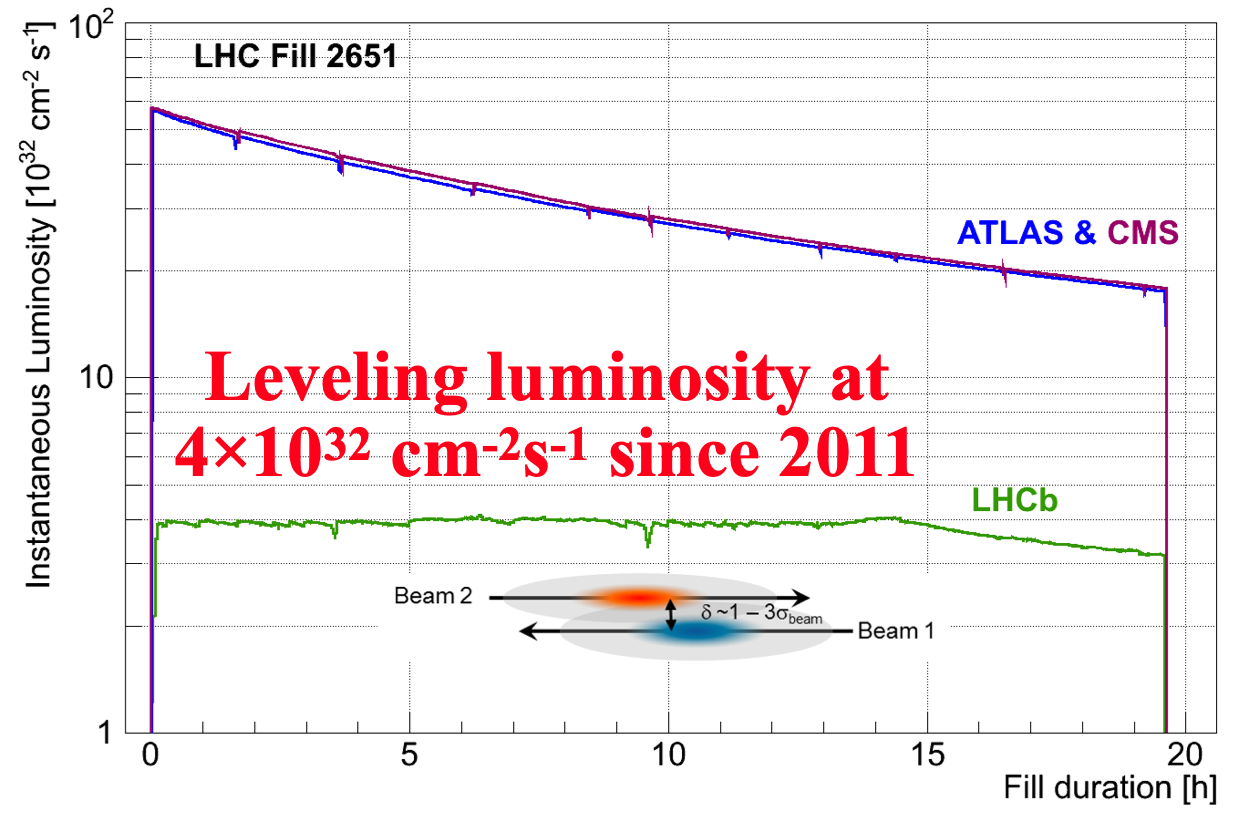 10²
LHC Fill 2651
Instantaneous Luminosity [10³² cm⁻² s⁻¹]
ATLAS & CMS
10
Leveling luminosity at
4×10³² cm⁻²s⁻¹ since 2011
LHCb
Beam 2
δ ~1 – 3σbeam
Beam 1
1
0 5 10 15 20
Fill duration [h]